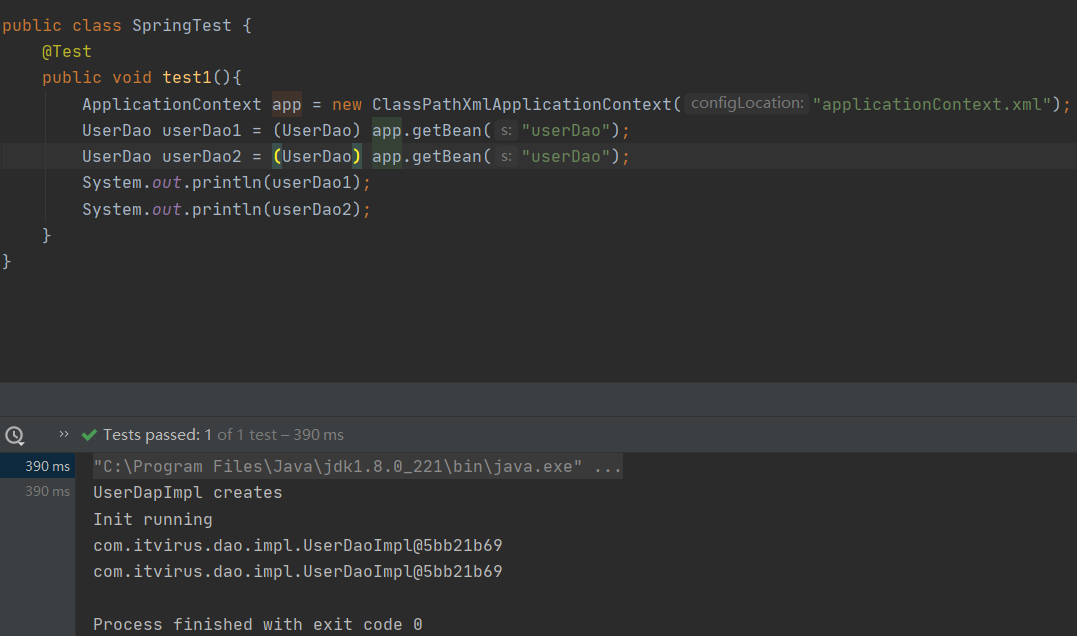 public class SpringTest {
@Test
public void test1(){
ApplicationContext app = new ClassPathXmlApplicationContext( configLocation: "applicationContext.xml");
UserDao userDao1 = (UserDao) app.getBean( s: "userDao");
UserDao userDao2 = (UserDao) app.getBean( s: "userDao");
System.out.println(userDao1);
System.out.println(userDao2);
}
}
›› Tests passed: 1 of 1 test – 390 ms
390 ms "C:\Program Files\Java\jdk1.8.0_221\bin\java.exe" ...
390 ms UserDapImpl creates
Init running
com.itvirus.dao.impl.UserDaoImpl@5bb21b69
com.itvirus.dao.impl.UserDaoImpl@5bb21b69
Process finished with exit code 0